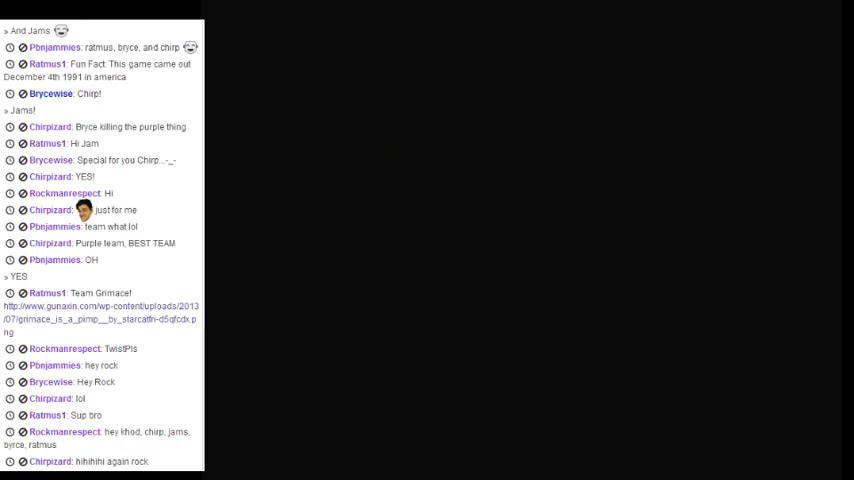 » And Jams
Pbnjammies: ratmus, bryce, and chirp
Ratmus1: Fun Fact: This game came out
December 4th 1991 in america
Brycewise: Chirp!
» Jams!
Chirpizard: Bryce killing the purple thing
Ratmus1: Hi Jam
Brycewise: Special for you Chirp...-_-
Chirpizard: YES!
Rockmanrespect: Hi
Chirpizard: just for me
Pbnjammies: team what lol
Chirpizard: Purple team, BEST TEAM
Pbnjammies: OH
» YES
Ratmus1: Team Grimace!
http://www.gunaxin.com/wp-content/uploads/2013
/07/grimace_is_a_pimp__by_starcatfri-d5qfcdx.p
ng
Rockmanrespect: TwistPls
Pbnjammies: hey rock
Brycewise: Hey Rock
Chirpizard: lol
Ratmus1: Sup bro
Rockmanrespect: hey khod, chirp, jams,
byrce, ratmus
Chirpizard: hihihihi again rock